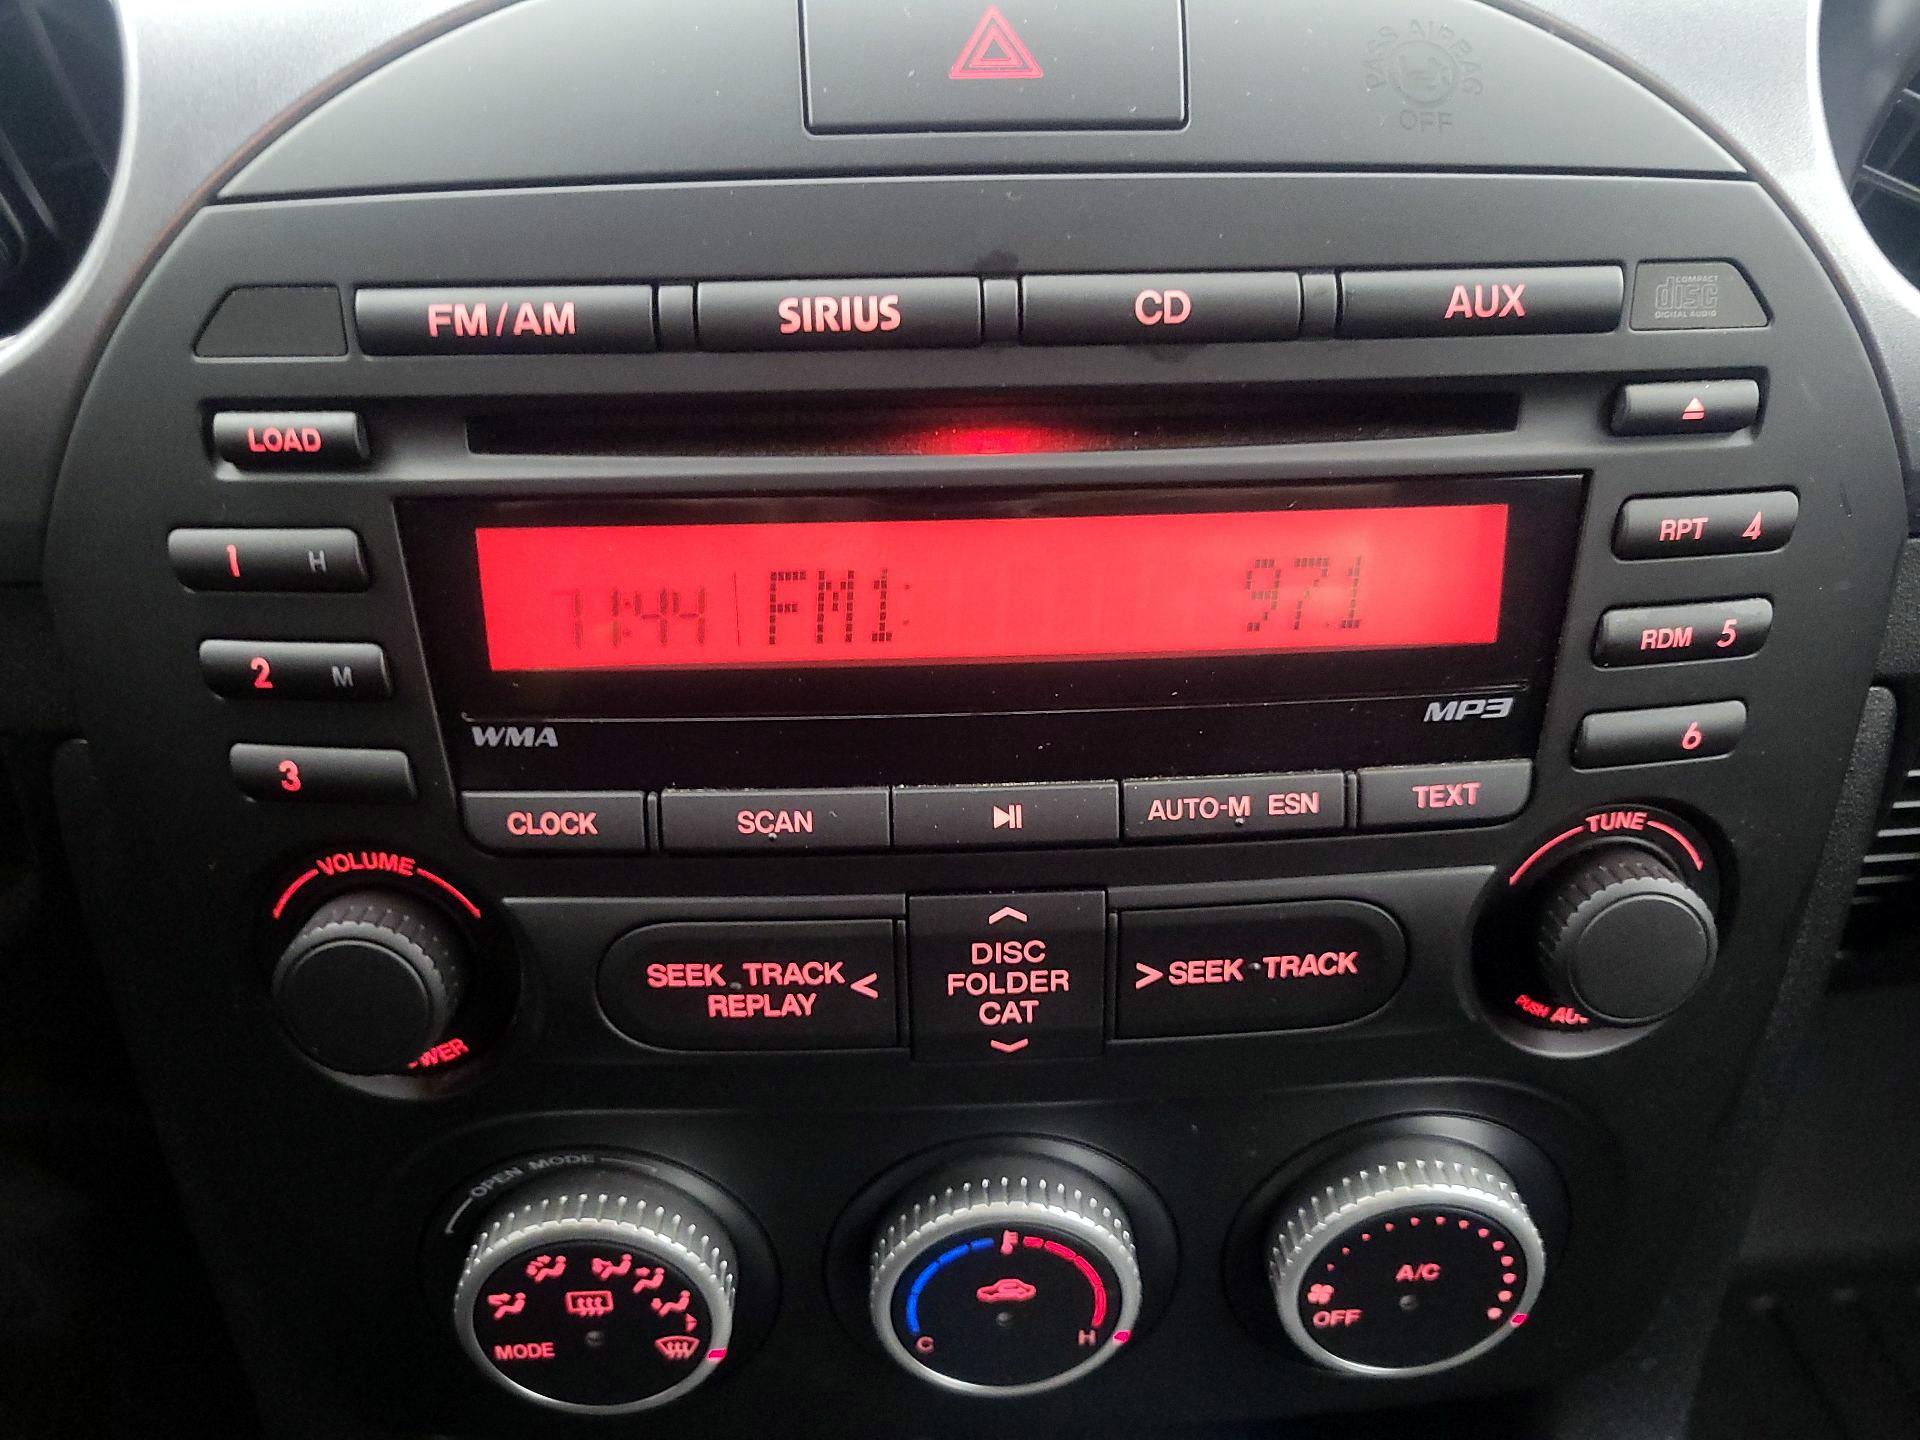 PASS AIRBAG
OFF
FM/AM SIRIUS CD AUX
COMPACT
disc
DIGITAL AUDIO
LOAD
1 H
2 M
3
11:44 FM1: 97.1
RPT 4
RDM 5
6
WMA
MP3
CLOCK SCAN AUTO-M ESN TEXT
VOLUME
TUNE
SEEK TRACK
REPLAY
DISC
FOLDER
CAT
SEEK TRACK
PUSH
OPEN MODE
MODE
C H
A/C
OFF